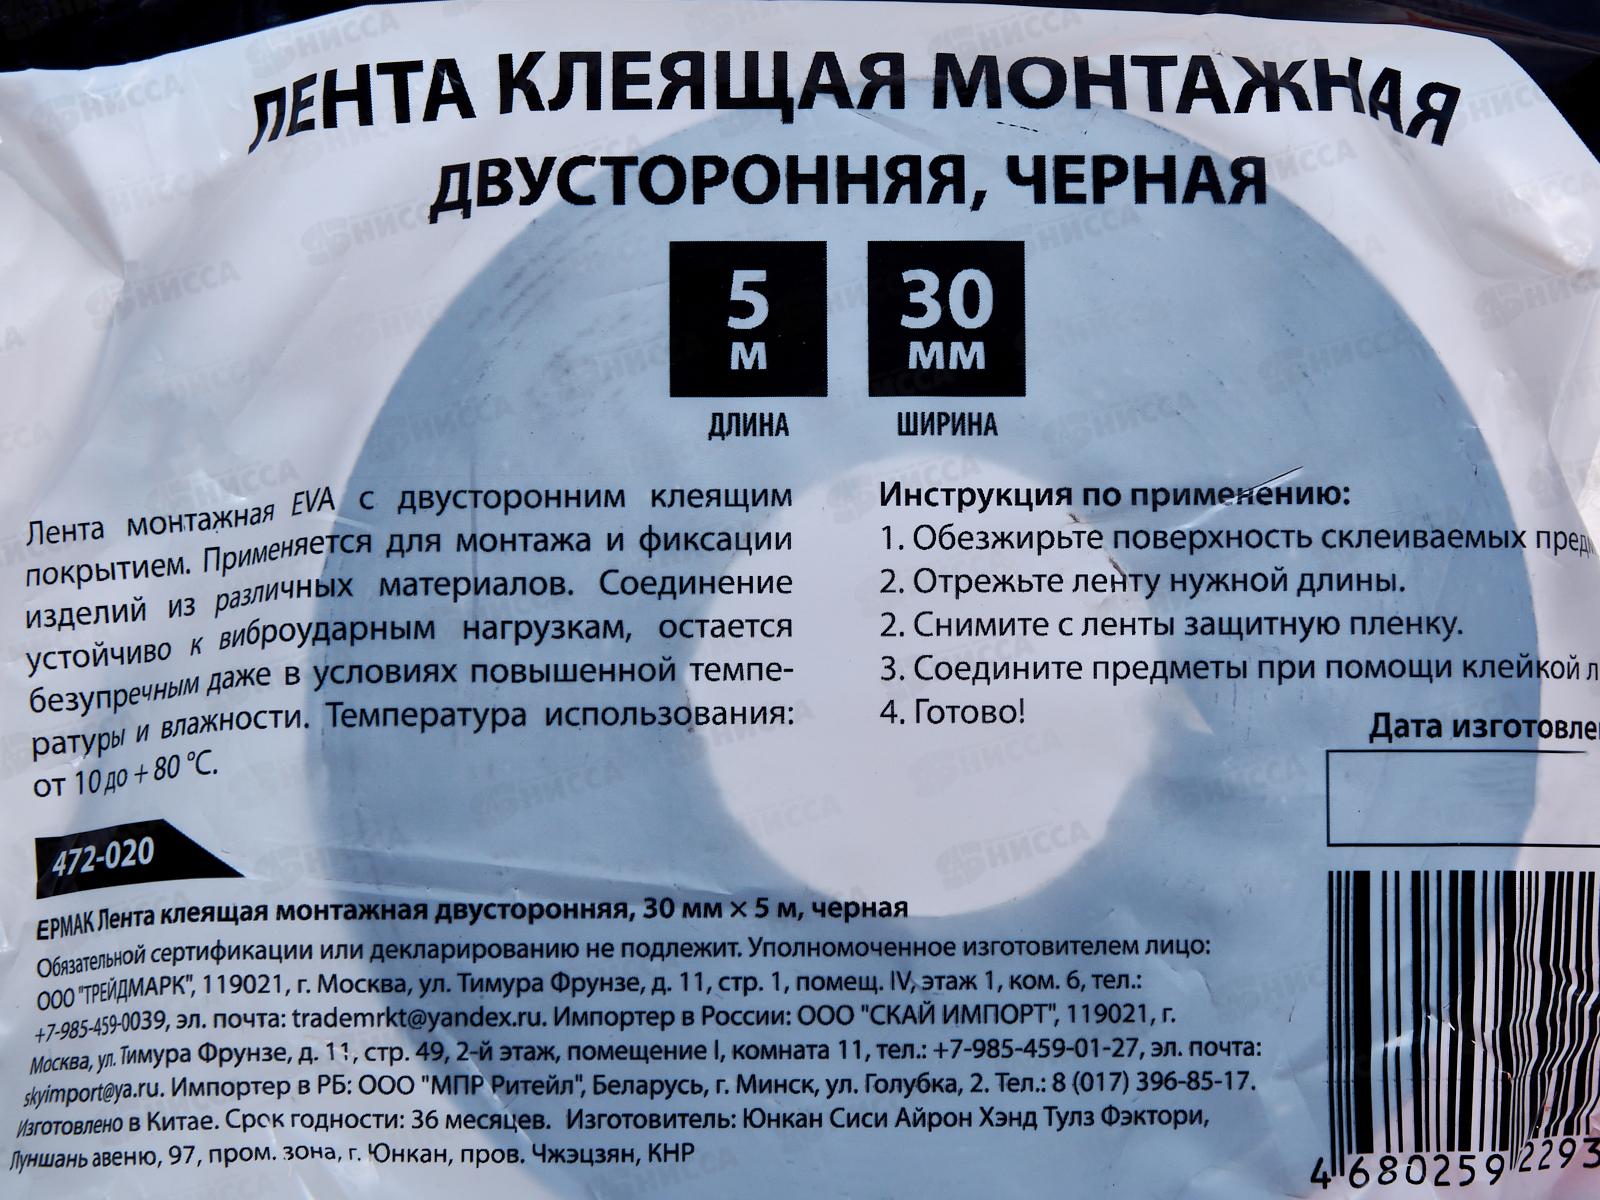 ЛЕНТА КЛЕЯЩАЯ МОНТАЖНАЯ
ДВУСТОРОННЯЯ, ЧЕРНАЯ
5 М
ДЛИНА
30 ММ
ШИРИНА
Лента монтажная EVA с двусторонним клеящим
покрытием. Применяется для монтажа и фиксации
изделий из различных материалов. Соединение
устойчиво к виброударным нагрузкам, остается
безупречным даже в условиях повышенной темпе-
ратуры и влажности. Температура использования:
от 10 до + 80 °С.
Инструкция по применению:
1. Обезжирьте поверхность склеиваемых
2. Отрежьте ленту нужной длины.
2. Снимите с ленты защитную пленку.
3. Соедините предметы при помощи клейкой
4. Готово!
Дата
472-020
ЕРМАК Лента клеящая монтажная двусторонняя, 30 мм × 5 м, черная
Обязательной сертификации или декларированию не подлежит. Уполномоченное изготовителем лицо:
ООО "ТРЕЙДМАРК", 119021, г. Москва, ул. Тимура Фрунзе, д. 11, стр. 1, помещ. IV, этаж 1, ком. 6, тел.:
+7-985-459-0039, эл. почта: trademrkt@yandex.ru. Импортер в России: ООО "СКАЙ ИМПОРТ", 119021, г.
Москва, ул. Тимура Фрунзе, д. 11, стр. 49, 2-й этаж, помещение I, комната 11, тел.: +7-985-459-01-27, эл. почта:
skyimport@ya.ru. Импортер в РБ: ООО "МПР Ритейл", Беларусь, г. Минск, ул. Голубка, 2. Тел.: 8 (017) 396-85-17.
Изготовлено в Китае. Срок годности: 36 месяцев. Изготовитель: Юнкан Сиси Айрон Хэнд Тулз Фэктори,
Луншань авеню, 97, пром. зона, г. Юнкан, пров. Чжэцзян, КНР
4 680259 2293